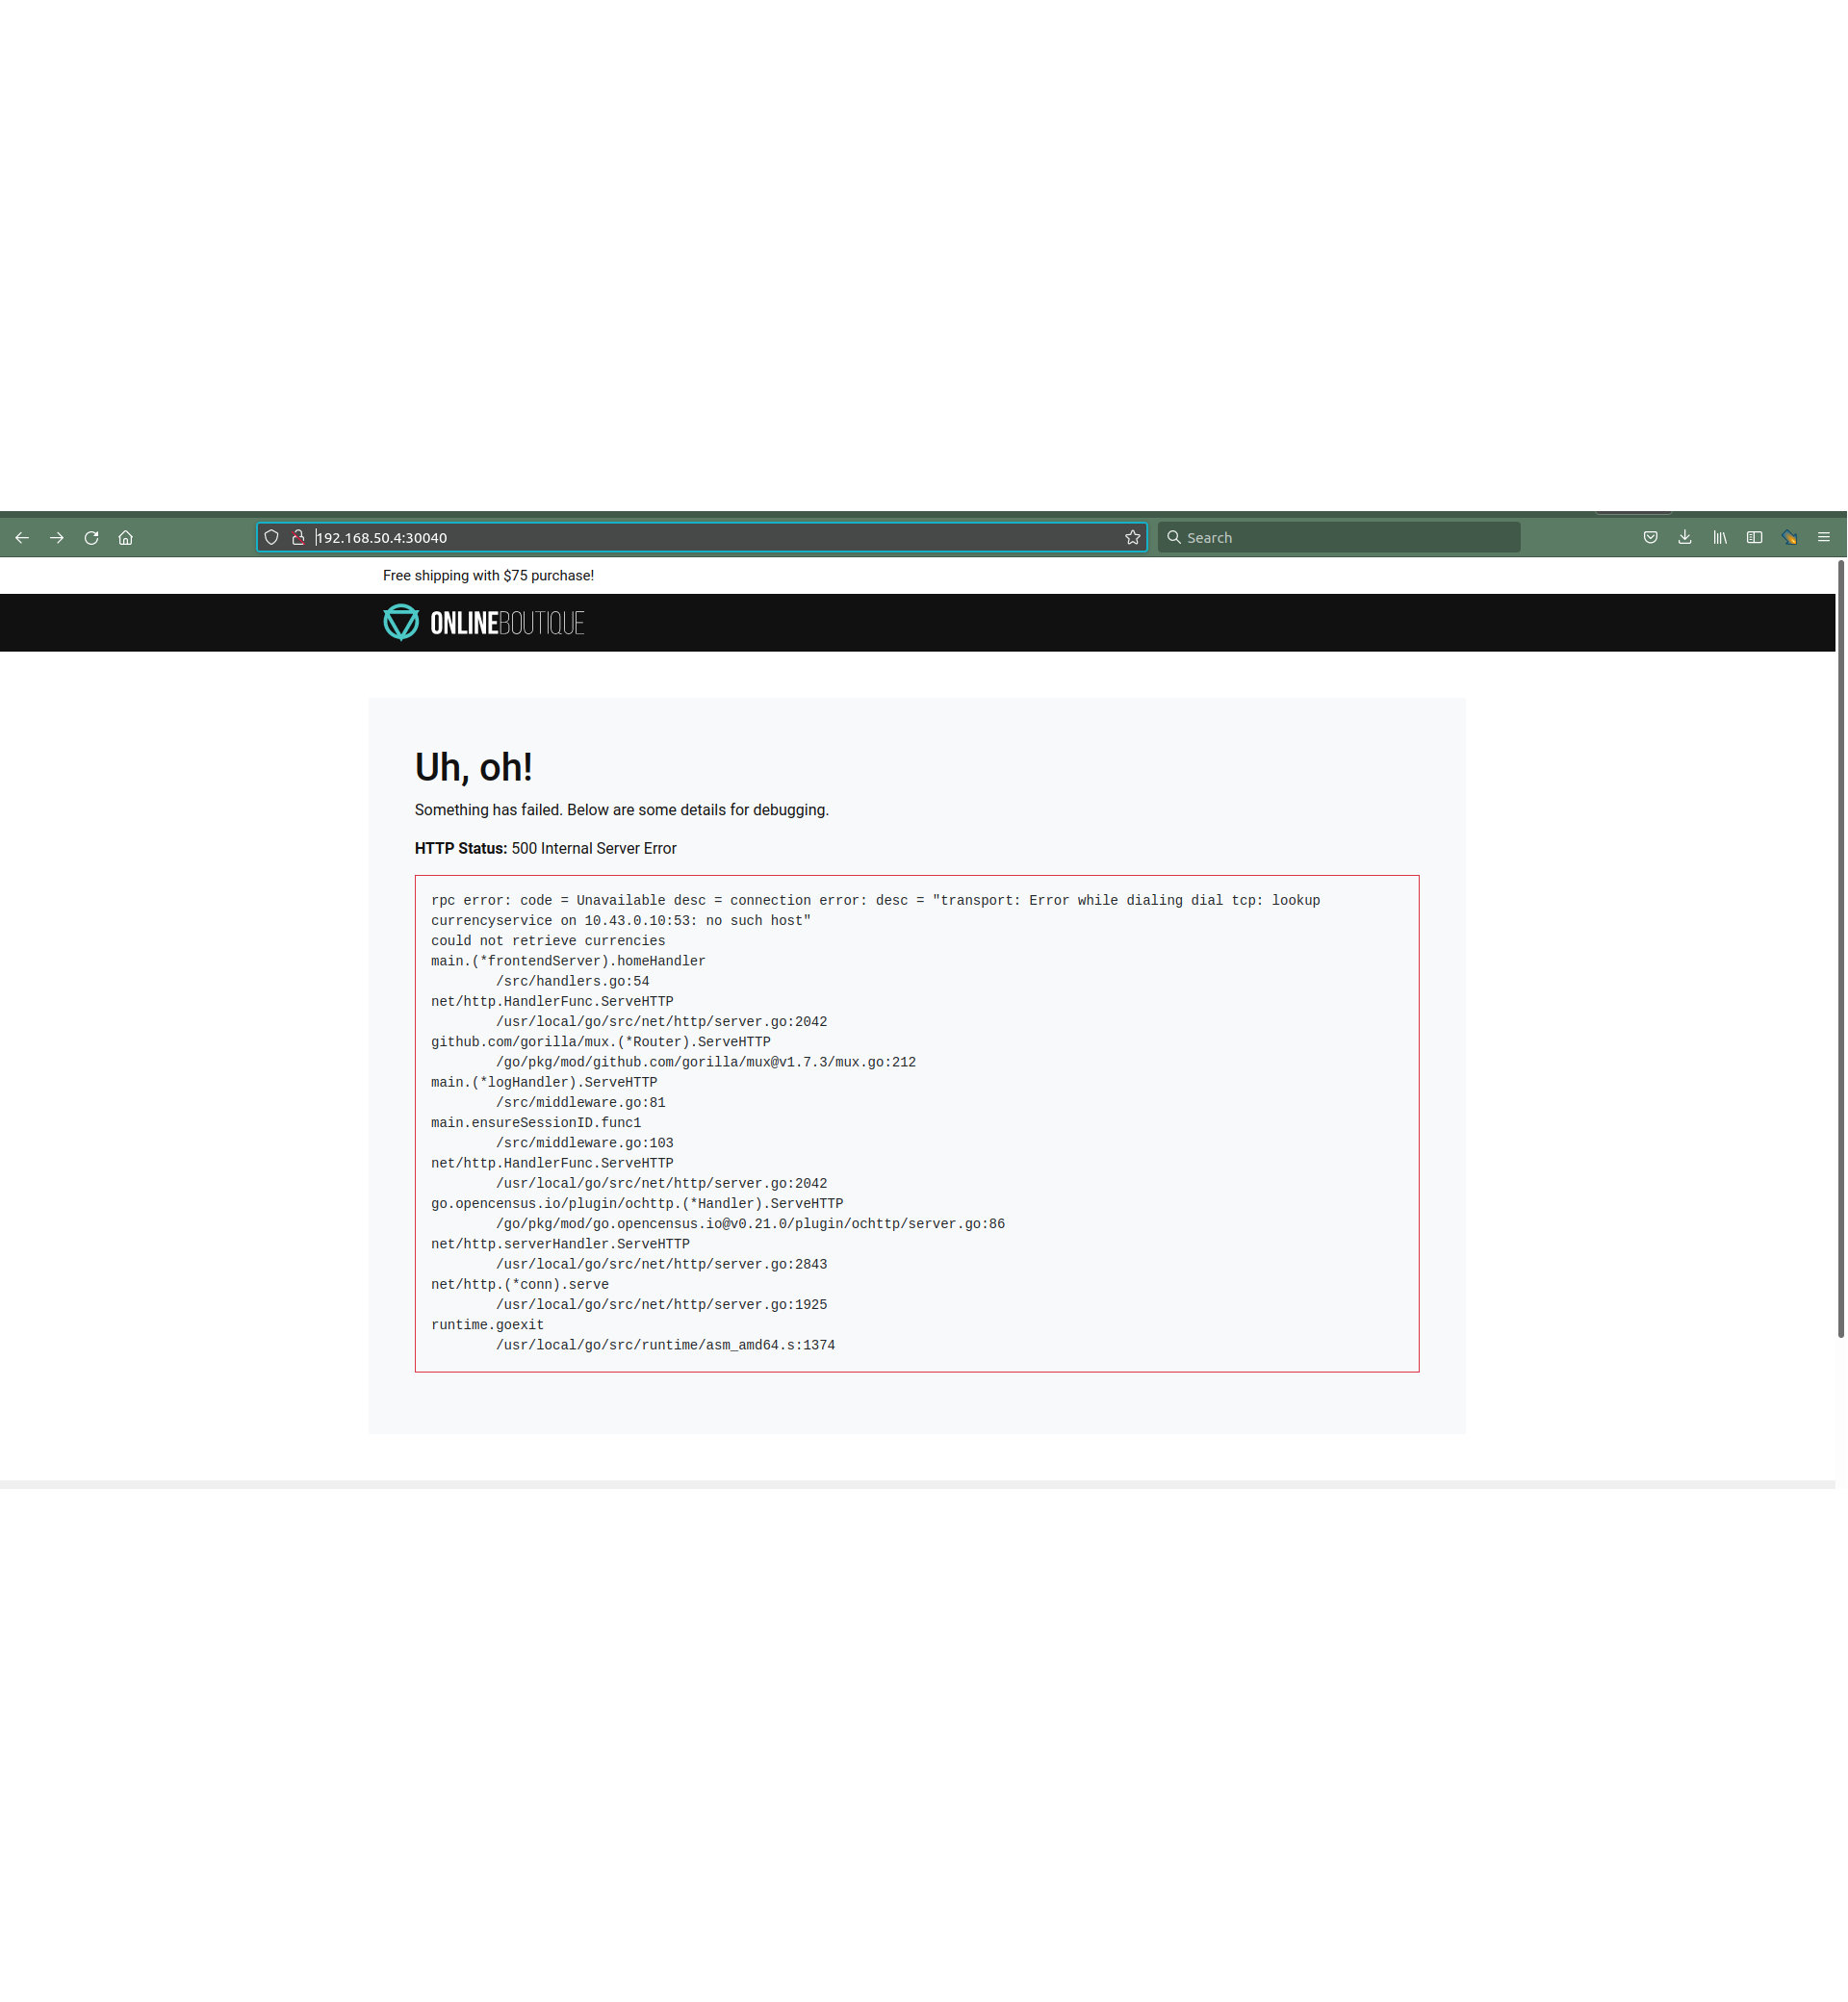 192.168.50.4:30040
Search
Free shipping with $75 purchase!
ONLINEBOUTIQUE
Uh, oh!
Something has failed. Below are some details for debugging.
HTTP Status: 500 Internal Server Error
rpc error: code = Unavailable desc = connection error: desc = "transport: Error while dialing dial tcp: lookup
currencyservice on 10.43.0.10:53: no such host"
could not retrieve currencies
main.(*frontendServer).homeHandler
/src/handlers.go:54
net/http.HandlerFunc.ServeHTTP
/usr/local/go/src/net/http/server.go:2042
github.com/gorilla/mux.(*Router).ServeHTTP
/go/pkg/mod/github.com/gorilla/mux@v1.7.3/mux.go:212
main.(*logHandler).ServeHTTP
/src/middleware.go:81
main.ensureSessionID.func1
/src/middleware.go:103
net/http.HandlerFunc.ServeHTTP
/usr/local/go/src/net/http/server.go:2042
go.opencensus.io/plugin/ochttp.(*Handler).ServeHTTP
/go/pkg/mod/go.opencensus.io@v0.21.0/plugin/ochttp/server.go:86
net/http.serverHandler.ServeHTTP
/usr/local/go/src/net/http/server.go:2843
net/http.(*conn).serve
/usr/local/go/src/net/http/server.go:1925
runtime.goexit
/usr/local/go/src/runtime/asm_amd64.s:1374